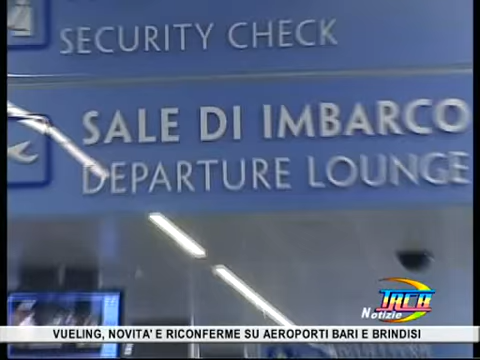 SECURITY CHECK
SALE DI IMBARCO
DEPARTURE LOUNGE
TRCB
Notizie
VUELING, NOVITA' E RICONFERME SU AEROPORTI BARI E BRINDISI